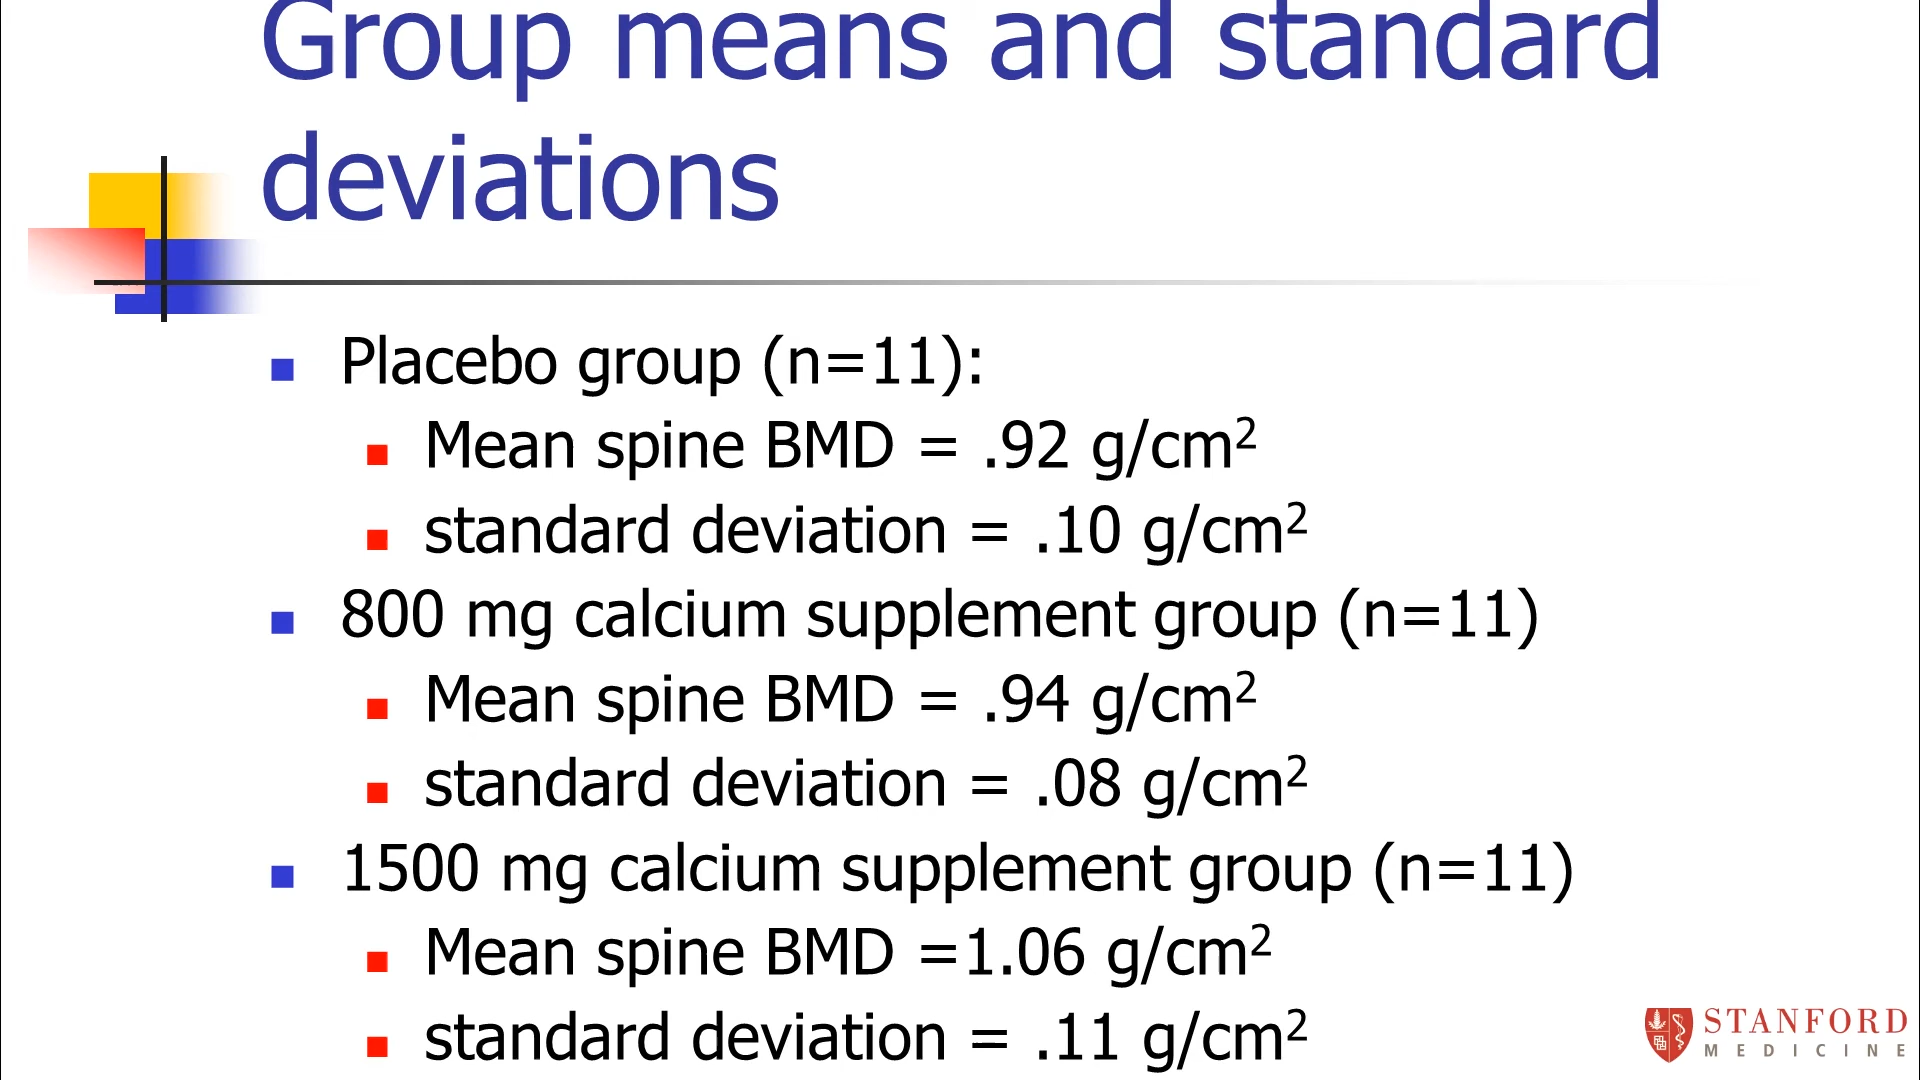 Group means and standard
deviations
Placebo group (n=11):
Mean spine BMD = .92 g/cm²
standard deviation = .10 g/cm²
800 mg calcium supplement group (n=11)
Mean spine BMD = .94 g/cm²
standard deviation = .08 g/cm²
1500 mg calcium supplement group (n=11)
Mean spine BMD =1.06 g/cm²
standard deviation = .11 g/cm²
STANFORD
MEDICINE